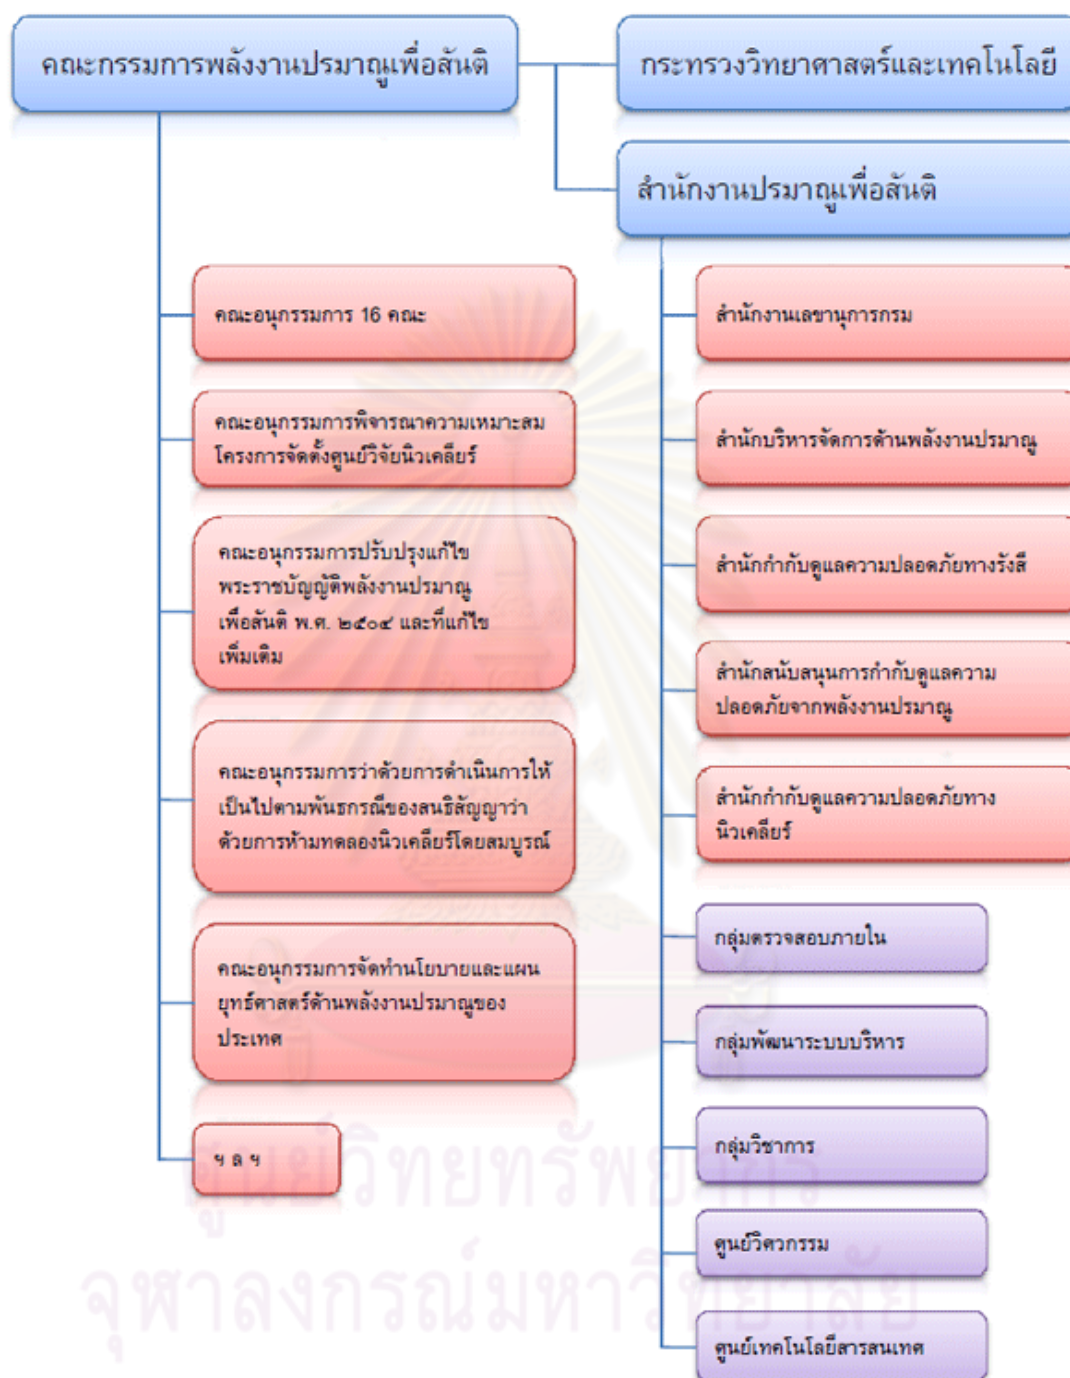 คณะกรรมการพลังงานปรมาณูเพื่อสันติ
กระทรวงวิทยาศาสตร์และเทคโนโลยี
สำนักงานปรมาณูเพื่อสันติ
คณะอนุกรรมการ 16 คณะ
คณะอนุกรรมการพิจารณาความเหมาะสม
โครงการจัดตั้งศูนย์วิจัยนิวเคลียร์
คณะอนุกรรมการปรับปรุงแก้ไข
พระราชบัญญัติพลังงานปรมาณู
เพื่อสันติ พ.ศ. ๒๕๐๔ และที่แก้ไข
เพิ่มเติม
คณะอนุกรรมการว่าด้วยการดำเนินการให้
เป็นไปตามพันธกรณีของสนธิสัญญาว่า
ด้วยการห้ามทดลองนิวเคลียร์โดยสมบูรณ์
คณะอนุกรรมการจัดทำนโยบายและแผน
ยุทธ์ศาสตร์ด้านพลังงานปรมาณูของ
ประเทศ
ฯ ล ฯ
สำนักงานเลขานุการกรม
สำนักบริหารจัดการด้านพลังงานปรมาณู
สำนักกำกับดูแลความปลอดภัยทางรังสี
สำนักสนับสนุนการกำกับดูแลความ
ปลอดภัยจากพลังงานปรมาณู
สำนักกำกับดูแลความปลอดภัยทาง
นิวเคลียร์
กลุ่มตรวจสอบภายใน
กลุ่มพัฒนาระบบบริหาร
กลุ่มวิชาการ
ศูนย์วิศวกรรม
ศูนย์เทคโนโลยีสารสนเทศ
ศูนย์วิทยทรัพยากร
จุฬาลงกรณ์มหาวิทยาลัย